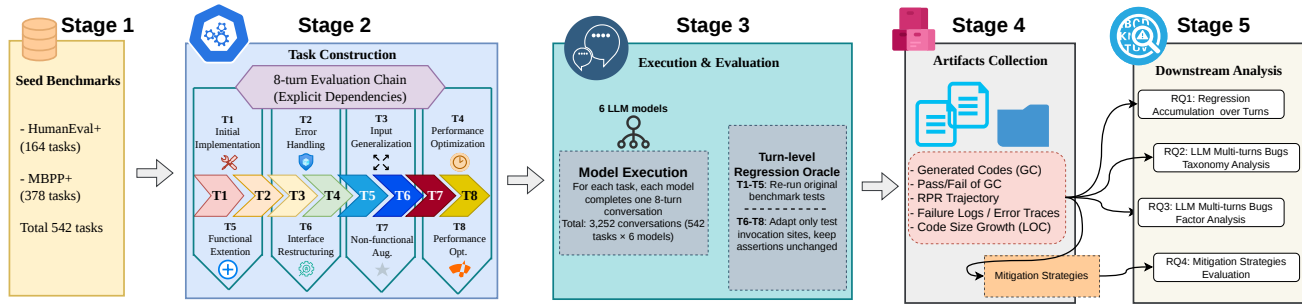 Stage 1
Seed Benchmarks
- HumanEval+
(164 tasks)
- MBPP+
(378 tasks)
Total 542 tasks
Stage 2
Task Construction
8-turn Evaluation Chain
(Explicit Dependencies)
T1
Initial
Implementation
T2
Error
Handling
T3
Input
Generalization
T4
Performance
Optimization
T1
T2
T3
T4
T5
T6
T7
T8
T5
Functional
Extention
T6
Interface
Restructuring
T7
Non-functional
Aug.
T8
Performance
Opt.
Stage 3
Execution & Evaluation
6 LLM models
Model Execution
For each task, each model
completes one 8-turn
conversation
Total: 3,252 conversations (542
tasks × 6 models)
Turn-level
Regression Oracle
T1-T5: Re-run original
benchmark tests
T6-T8: Adapt only test
invocation sites, keep
assertions unchanged
Stage 4
Artifacts Collection
- Generated Codes (GC)
- Pass/Fail of GC
- RPR Trajectory
- Failure Logs / Error Traces
- Code Size Growth (LOC)
Mitigation Strategies
Stage 5
Downstream Analysis
RQ1: Regression
Accumulation over Turns
RQ2: LLM Multi-turns Bugs
Taxonomy Analysis
RQ3: LLM Multi-turns Bugs
Factor Analysis
RQ4: Mitigation Strategies
Evaluation